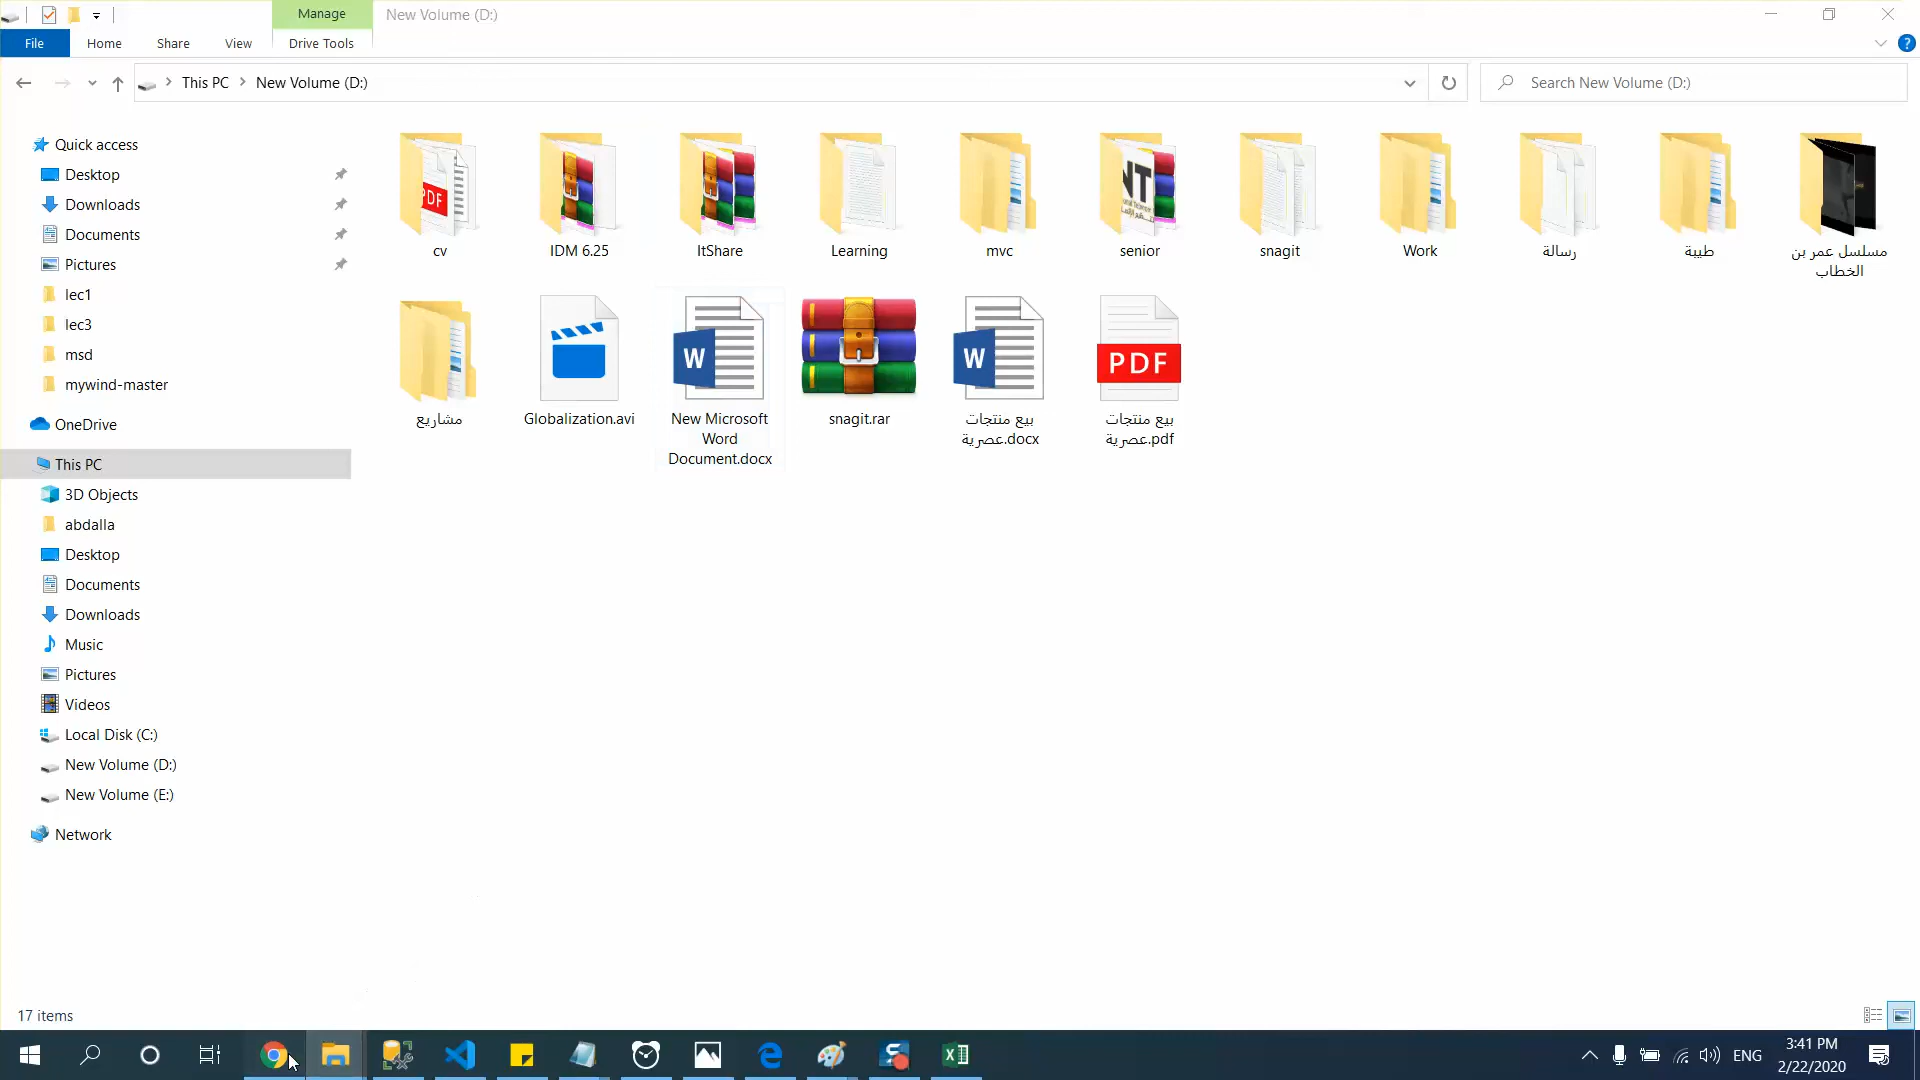 Manage
New Volume (D:)
File
Home
Share
View
Drive Tools
This PC
New Volume (D:)
Search New Volume (D:)
Quick access
Desktop
Downloads
Documents
Pictures
lec1
lec3
msd
mywind-master
OneDrive
This PC
3D Objects
abdalla
Desktop
Documents
Downloads
Music
Pictures
Videos
Local Disk (C:)
New Volume (D:)
New Volume (E:)
Network
cv
IDM 6.25
ItShare
Learning
mvc
senior
snagit
Work
رسالة
طيبة
مسلسل عمر بن
الخطاب
مشاريع
Globalization.avi
New Microsoft
Word
Document.docx
snagit.rar
بيع منتجات
عصرية.docx
PDF
بيع منتجات
عصرية.pdf
17 items
ENG
3:41 PM
2/22/2020